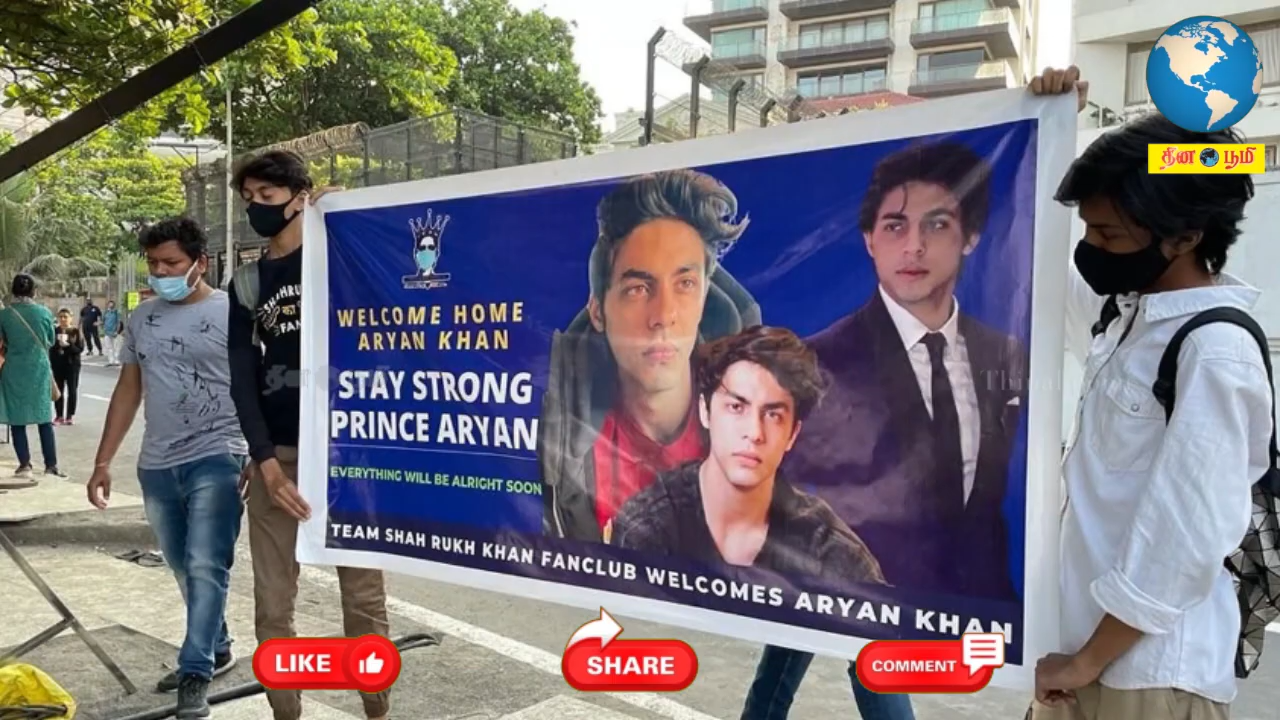 தின பூமி
WELCOME HOME
ARYAN KHAN
STAY STRONG
PRINCE ARYAN
EVERYTHING WILL BE ALRIGHT SOON
TEAM SHAH RUKH KHAN FANCLUB WELCOMES ARYAN KHAN
LIKE
SHARE
COMMENT